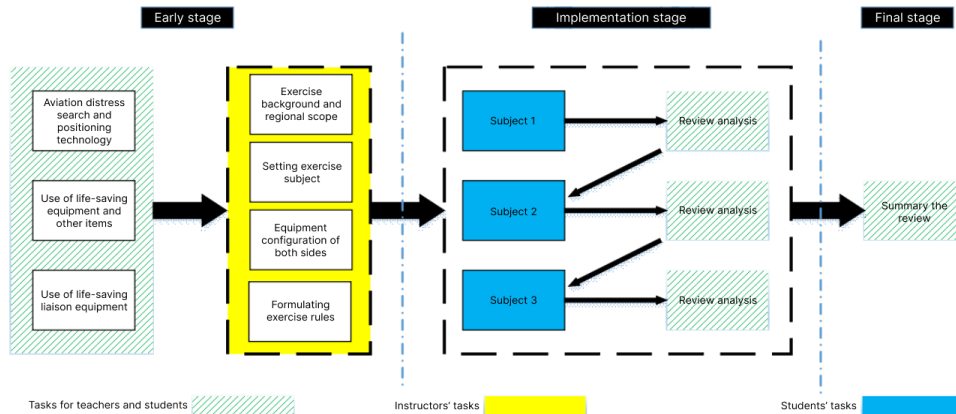 Early stage
Implementation stage
Final stage
Aviation distress
search and
positioning
technology
Use of life-saving
equipment and
other items
Use of life-saving
liaison equipment
Exercise
background and
regional scope
Setting exercise
subject
Equipment
configuration of
both sides
Formulating
exercise rules
Subject 1
Review analysis
Subject 2
Review analysis
Subject 3
Review analysis
Summary the
review
Tasks for teachers and students
Instructors' tasks
Students' tasks